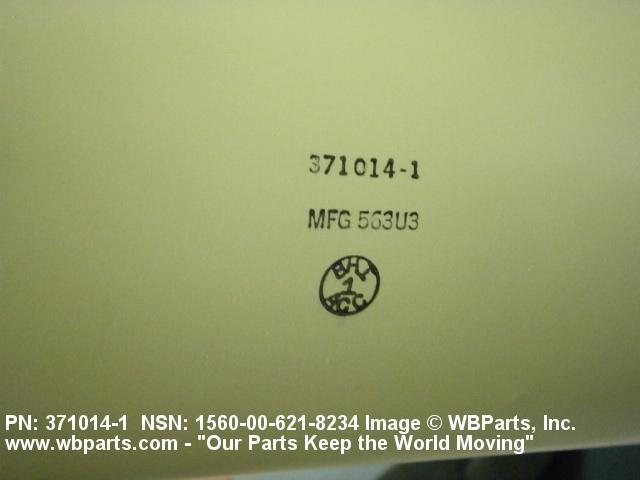 371014-1
MFG 563U3
1
PN: 371014-1 NSN: 1560-00-621-8234 Image © WBParts, Inc.
www.wbparts.com - "Our Parts Keep the World Moving"